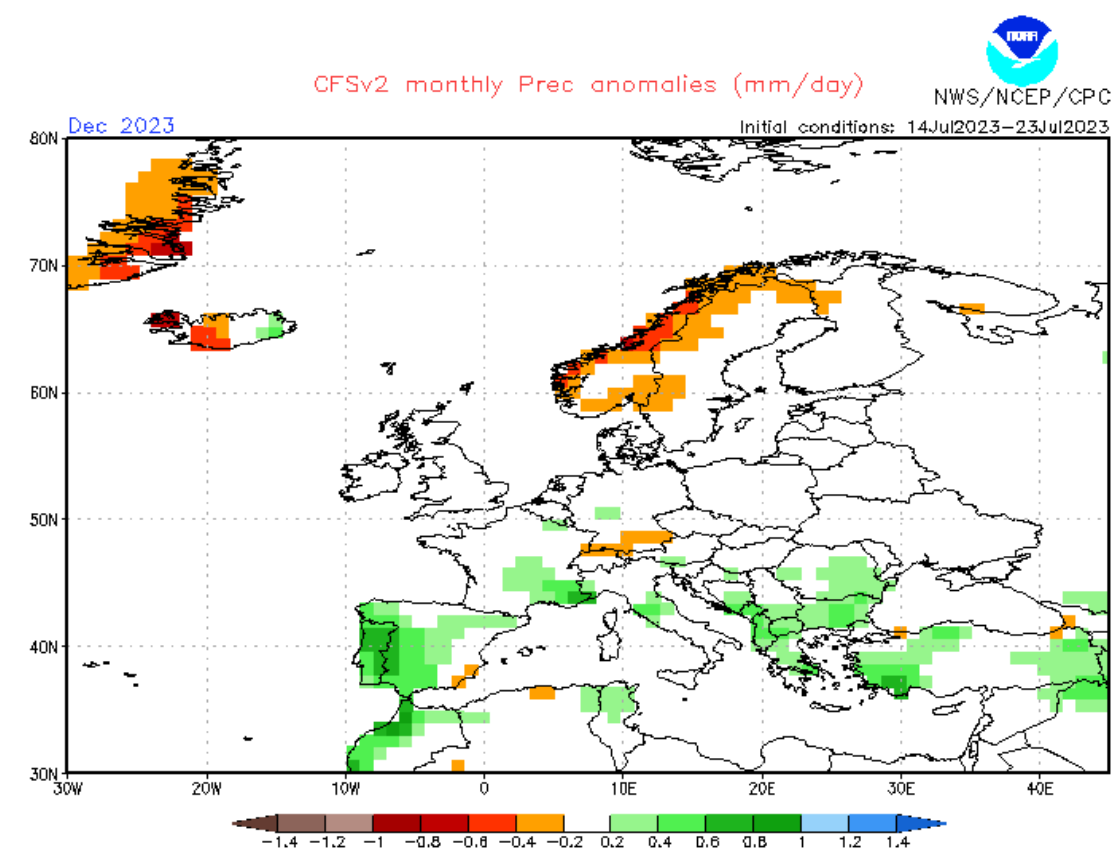 NOAA
CFSv2 monthly Prec anomalies (mm/day)
NWS/NCEP/CPC
Dec 2023
Initial conditions: 14Jul2023–23Jul2023
80N
70N
60N
50N
40N
30N
30W 20W 10W 0 10E 20E 30E 40E
−1.4 −1.2 −1 −0.8 −0.6 −0.4 −0.2 0.2 0.4 0.6 0.8 1 1.2 1.4